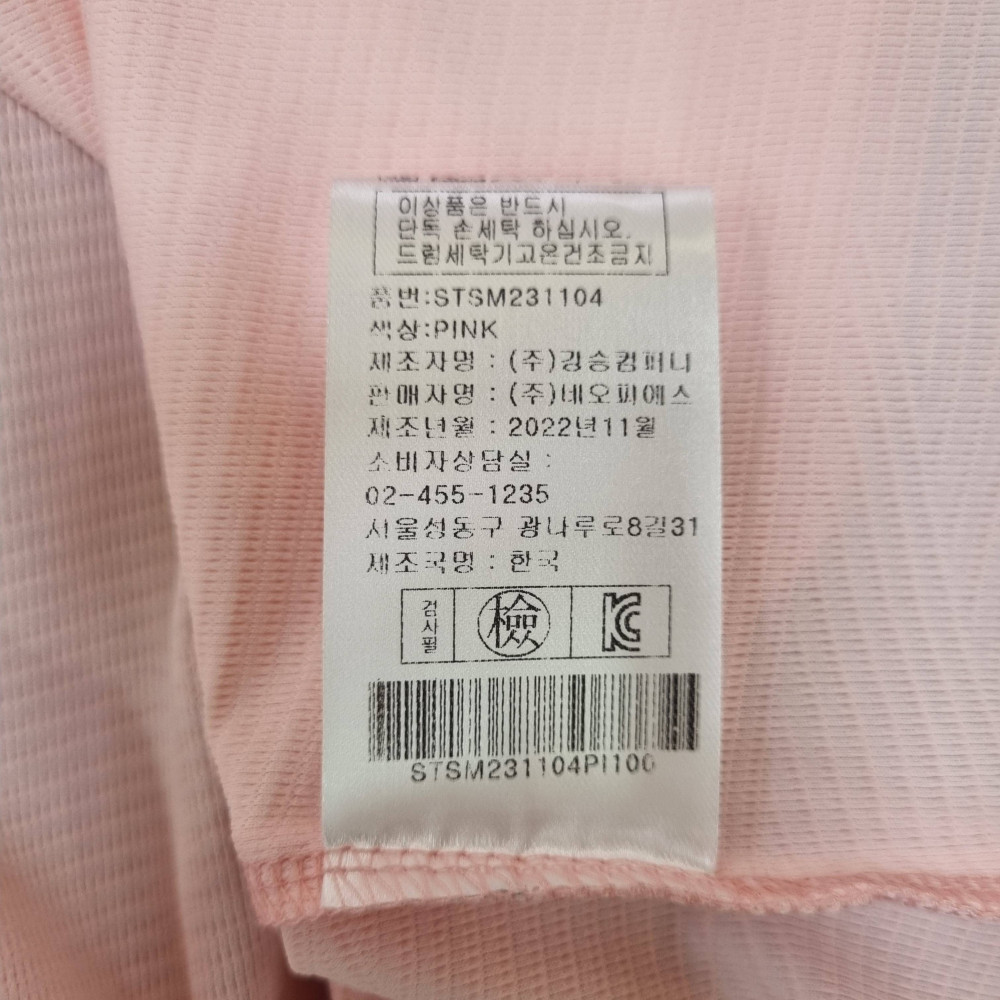 이상품은 반드시
단독 손세탁 하십시오.
드럼세탁기고온건조금지
품번:STSM231104
색상:PINK
제조자명 : (주)강승컴퍼니
판매자명 : (주)네오피에스
제조년월 : 2022년11월
소비자상담실 :
02-455-1235
서울성동구 광나루로8길31
제조국명 : 한국
검사필
檢
KC
STSM231104PI100